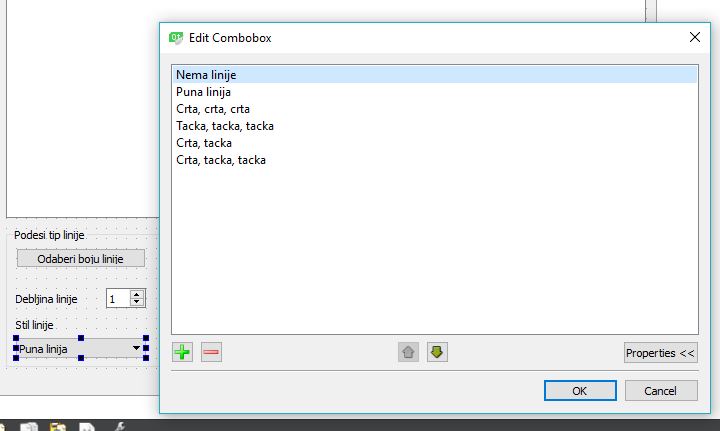 Edit Combobox
Nema linije
Puna linija
Crta, crta, crta
Tacka, tacka, tacka
Crta, tacka
Crta, tacka, tacka
Podesi tip linije
Odaberi boju linije
Debljina linije
1
Stil linije
Puna linija
Properties <<
OK
Cancel